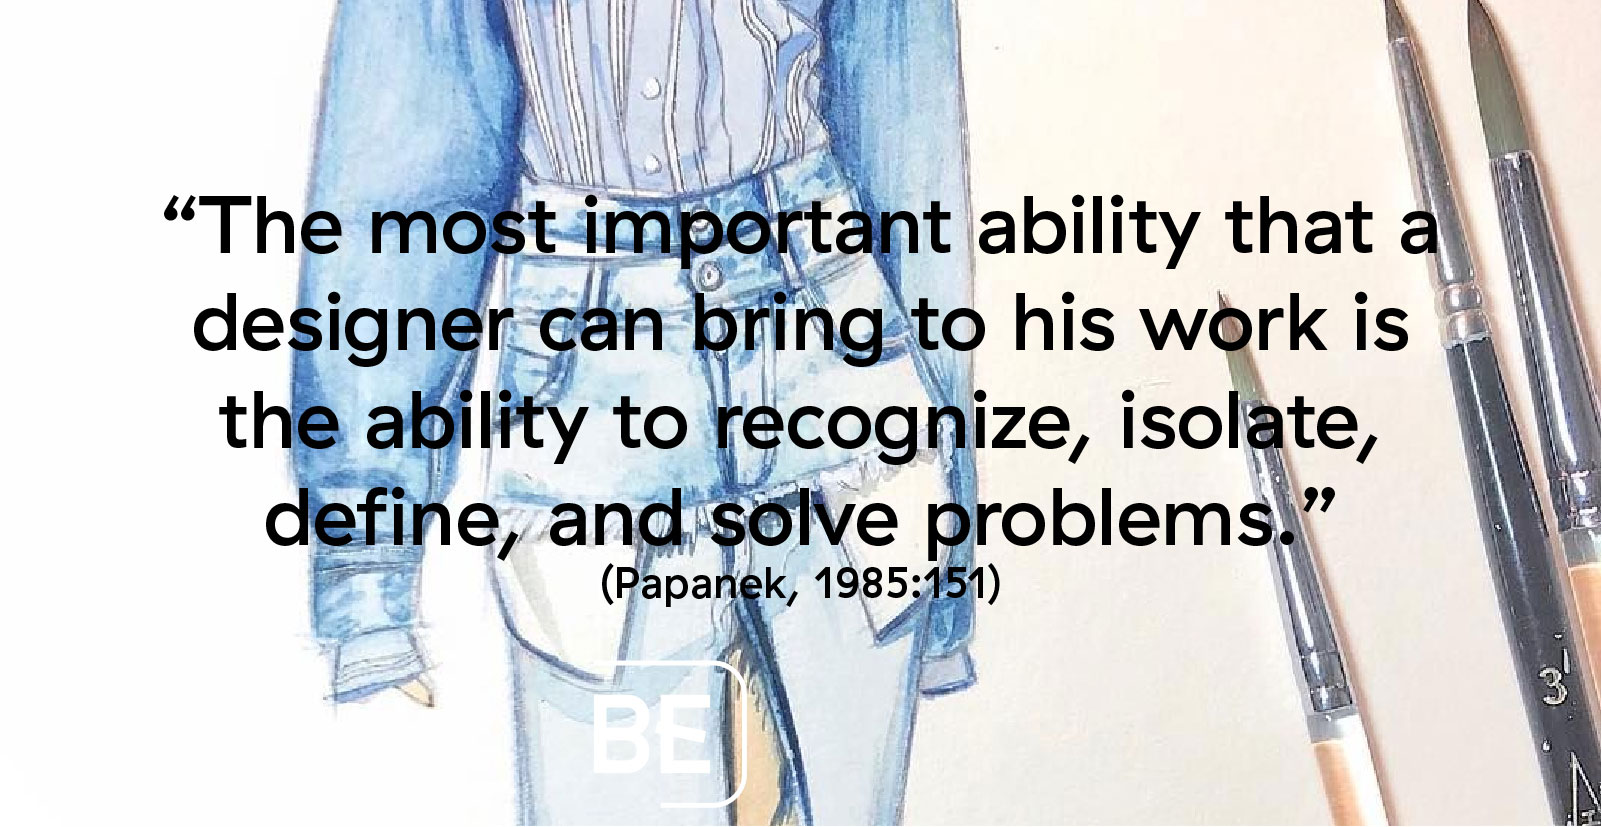 “The most important ability that a
designer can bring to his work is
the ability to recognize, isolate,
define, and solve problems.”
(Papanek, 1985:151)
BE
3